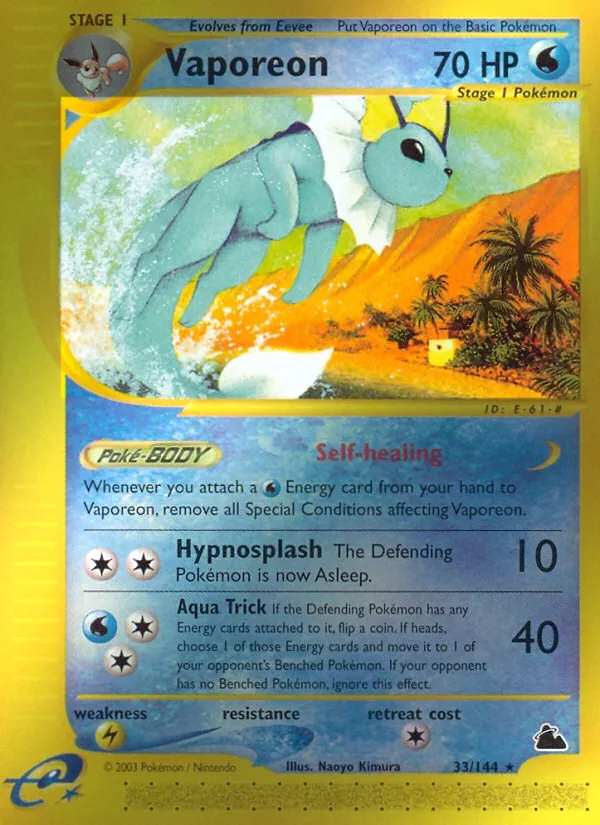 STAGE 1
Evolves from Eevee Put Vaporeon on the Basic Pokémon
Vaporeon 70 HP
Stage 1 Pokémon
ID: E-61-#
Poké-BODY Self-healing
Whenever you attach a Energy card from your hand to
Vaporeon, remove all Special Conditions affecting Vaporeon.
Hypnosplash The Defending 10
Pokémon is now Asleep.
Aqua Trick If the Defending Pokémon has any
Energy cards attached to it, flip a coin. If heads,
choose 1 of those Energy cards and move it to 1 of 40
your opponent's Benched Pokémon. If your opponent
has no Benched Pokémon, ignore this effect.
weakness resistance retreat cost
© 2003 Pokémon / Nintendo Illus. Naoyo Kimura 33/144 ★
e